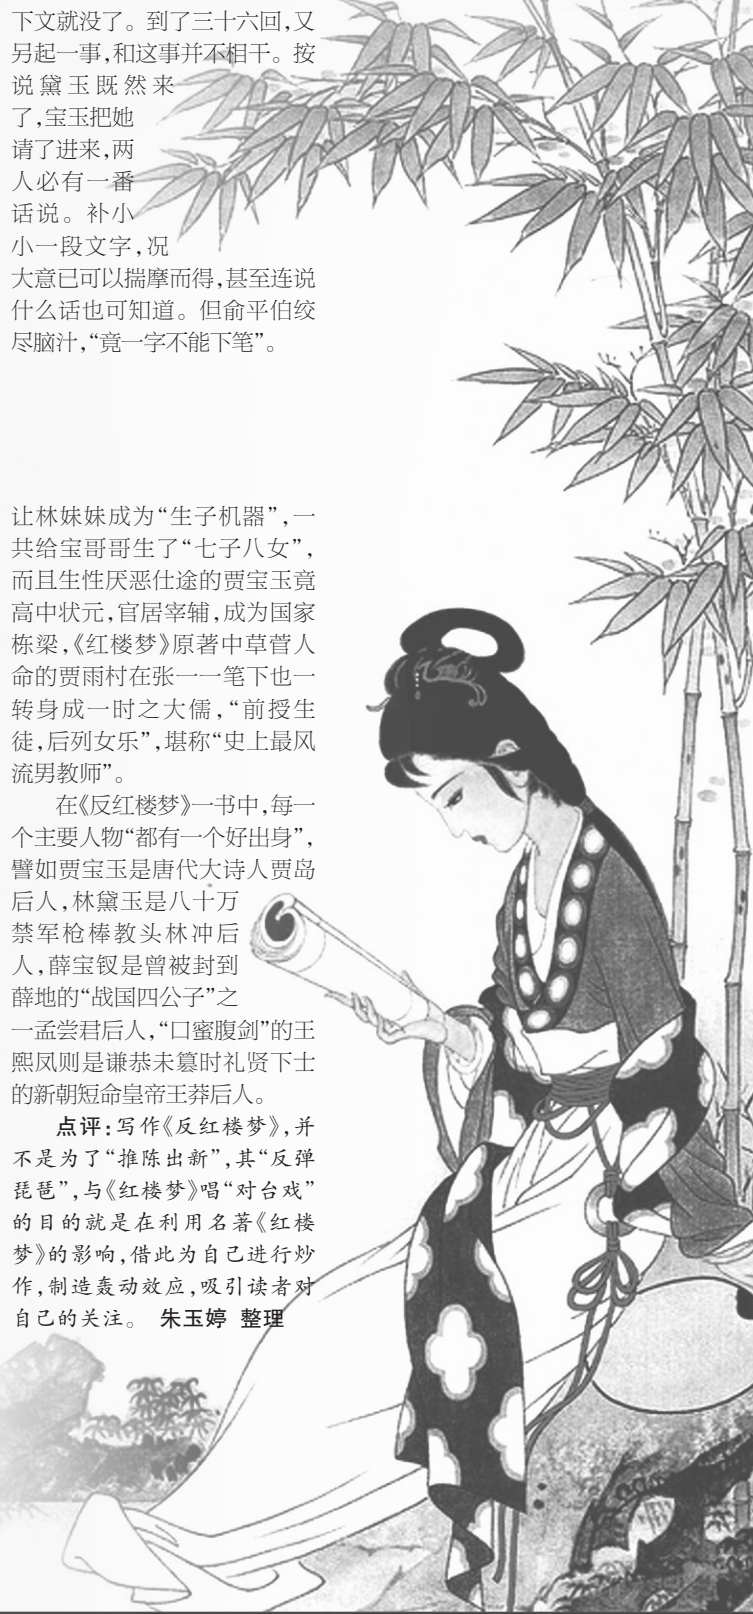 下文就没了。到了三十六回,又
另起一事,和这事并不相干。按
说黛玉既然来
了,宝玉把她
请了进来,两
人必有一番
话说。补小
小一段文字,况
大意已可以揣摩而得,甚至连说
什么话也可知道。但俞平伯绞
尽脑汁,“竟一字不能下笔”。
让林妹妹成为“生子机器”,一
共给宝哥哥生了“七子八女”,
而且生性厌恶仕途的贾宝玉竟
高中状元,官居宰辅,成为国家
栋梁,《红楼梦》原著中草菅人
命的贾雨村在张一一笔下也一
转身成一时之大儒,“前授生
徒,后列女乐”,堪称“史上最风
流男教师”。
在《反红楼梦》一书中,每一
个主要人物“都有一个好出身”,
譬如贾宝玉是唐代大诗人贾岛
后人,林黛玉是八十万
禁军枪棒教头林冲后
人,薛宝钗是曾被封到
薛地的“战国四公子”之
一孟尝君后人,“口蜜腹剑”的王
熙凤则是谦恭未篡时礼贤下士
的新朝短命皇帝王莽后人。
点评:写作《反红楼梦》,并
不是为了“推陈出新”,其“反弹
琵琶”,与《红楼梦》唱“对台戏”
的目的就是在利用名著《红楼
梦》的影响,借此为自己进行炒
作,制造轰动效应,吸引读者对
自己的关注。 朱玉婷 整理